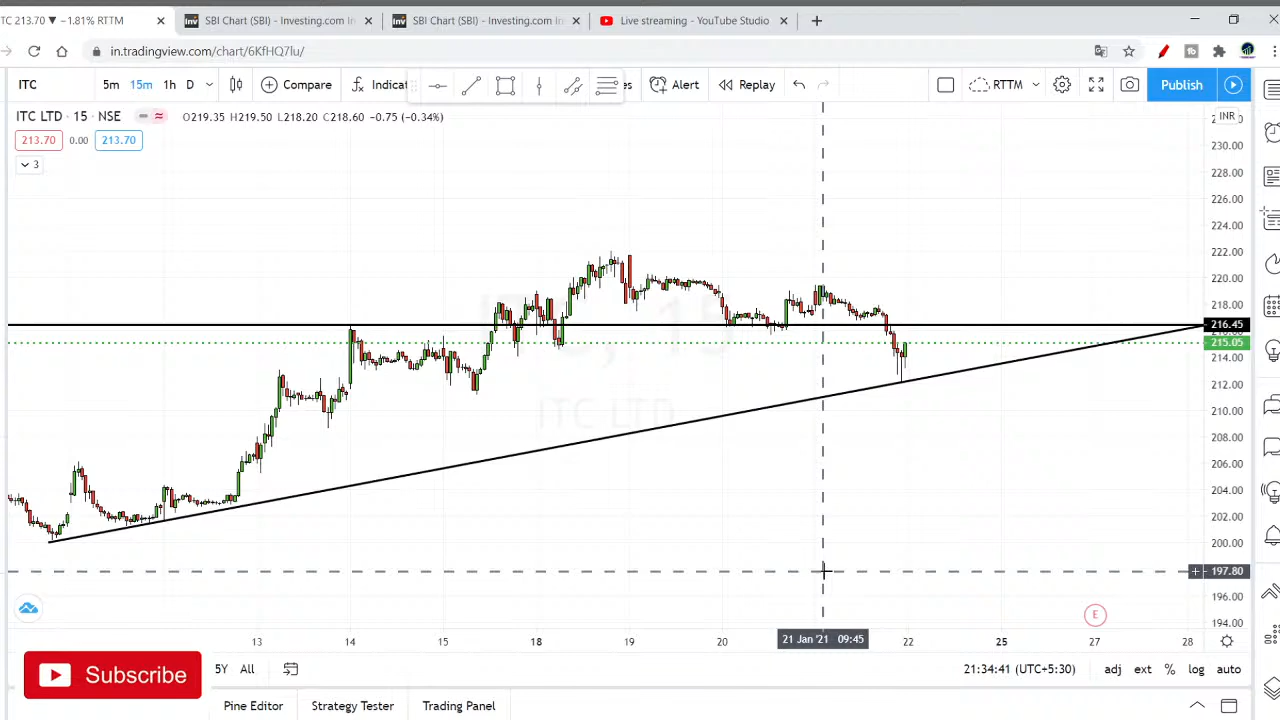 TC 213.70 ▼ −1.81% RTTM
SBI Chart (SBI) - Investing.com In
SBI Chart (SBI) - Investing.com In
Live streaming - YouTube Studio
in.tradingview.com/chart/6KfHQ7lu/
ITC
5m 15m 1h D
Compare
Indicat
es
Alert
Replay
RTTM
Publish
ITC LTD · 15 · NSE
O219.35 H219.50 L218.20 C218.60 −0.75 (−0.34%)
INR
213.70 0.00 213.70
3
230.00
228.00
226.00
224.00
222.00
220.00
218.00
216.45
215.05
214.00
212.00
210.00
208.00
206.00
204.00
202.00
200.00
197.80
196.00
194.00
ITC, 15
ITC LTD
E
13 14 15 18 19 20 21 Jan '21 09:45 22 25 27 28
Subscribe
5Y All
21:34:41 (UTC+5:30)
adj ext % log auto
Pine Editor
Strategy Tester
Trading Panel